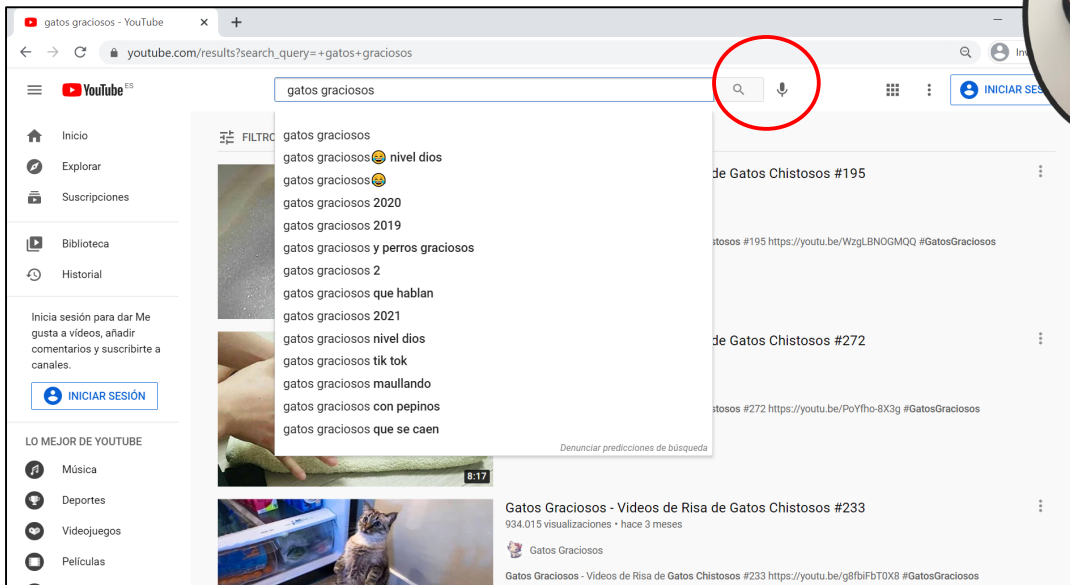 gatos graciosos - YouTube
youtube.com/results?search_query=+gatos+graciosos
YouTube ES
gatos graciosos
INICIAR SES
Inicio
Explorar
Suscripciones
Biblioteca
Historial
Inicia sesión para dar Me
gusta a vídeos, añadir
comentarios y suscribirte a
canales.
INICIAR SESIÓN
LO MEJOR DE YOUTUBE
Música
Deportes
Videojuegos
Películas
FILTRO
gatos graciosos
gatos graciosos😂 nivel dios
gatos graciosos😂
gatos graciosos 2020
gatos graciosos 2019
gatos graciosos y perros graciosos
gatos graciosos 2
gatos graciosos que hablan
gatos graciosos 2021
gatos graciosos nivel dios
gatos graciosos tik tok
gatos graciosos maullando
gatos graciosos con pepinos
gatos graciosos que se caen
Denunciar predicciones de búsqueda
de Gatos Chistosos #195
stosos #195 https://youtu.be/WzgLBNOGMQQ #GatosGraciosos
de Gatos Chistosos #272
stosos #272 https://youtu.be/PoYfho-8X3g #GatosGraciosos
8:17
Gatos Graciosos - Videos de Risa de Gatos Chistosos #233
934.015 visualizaciones • hace 3 meses
Gatos Graciosos
Gatos Graciosos - Videos de Risa de Gatos Chistosos #233 https://youtu.be/g8fbiFbT0X8 #GatosGraciosos